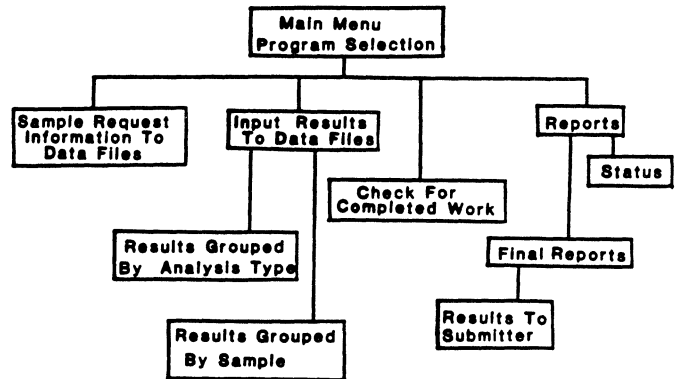 Main Menu
Program Selection
Sample Request
Information To
Data Files
Input Results
To Data Files
Reports
Status
Check For
Completed Work
Results Grouped
By Analysis Type
Final Reports
Results To
Submitter
Results Grouped
By Sample